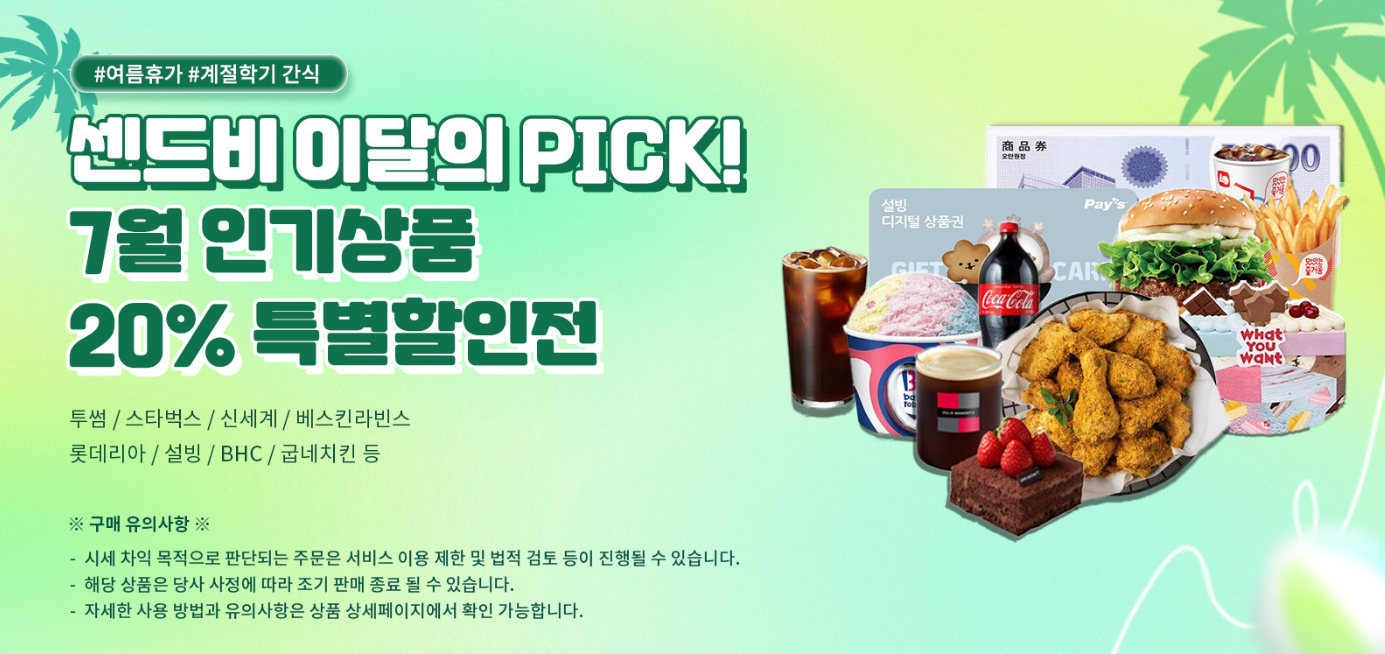 #여름휴가 #계절학기 간식
센드비 이달의 PICK!
7월 인기상품
20% 특별할인전
투썸 / 스타벅스 / 신세계 / 베스킨라빈스
롯데리아 / 설빙 / BHC / 굽네치킨 등
※ 구매 유의사항 ※
- 시세 차익 목적으로 판단되는 주문은 서비스 이용 제한 및 법적 검토 등이 진행될 수 있습니다.
- 해당 상품은 당사 사정에 따라 조기 판매 종료 될 수 있습니다.
- 자세한 사용 방법과 유의사항은 상품 상세페이지에서 확인 가능합니다.
商品券
오만원정
설빙
디지털 상품권
Pay's
GIFT CAR
Coca-Cola
What
You
Want